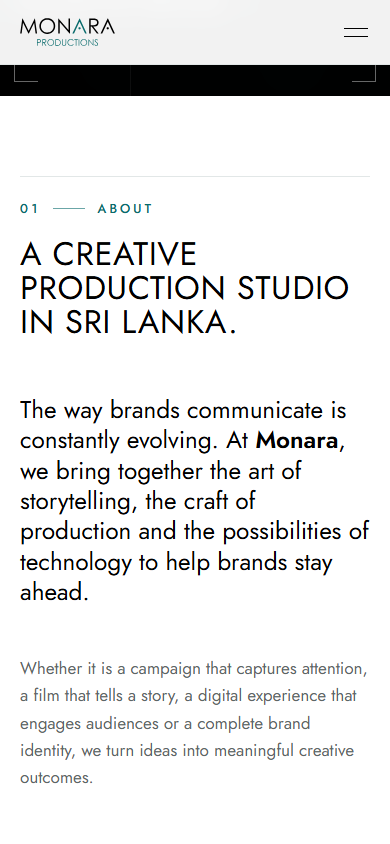 MONARA
PRODUCTIONS
01 ABOUT
A CREATIVE
PRODUCTION STUDIO
IN SRI LANKA.
The way brands communicate is
constantly evolving. At Monara,
we bring together the art of
storytelling, the craft of
production and the possibilities of
technology to help brands stay
ahead.
Whether it is a campaign that captures attention,
a film that tells a story, a digital experience that
engages audiences or a complete brand
identity, we turn ideas into meaningful creative
outcomes.